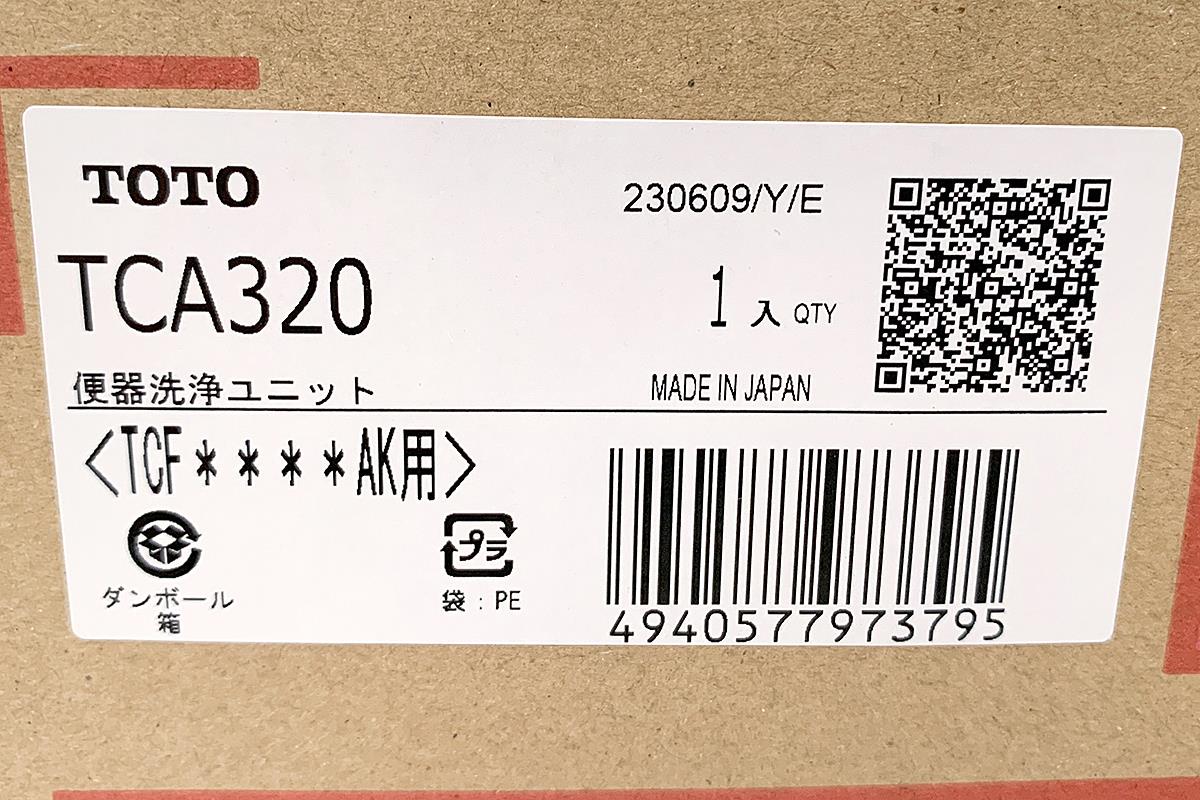 TOTO
230609/Y/E
TCA320
1 入 QTY
便器洗浄ユニット
MADE IN JAPAN
<TCF****AK用>
プラ
ダンボール
箱
袋：PE
4940577973795